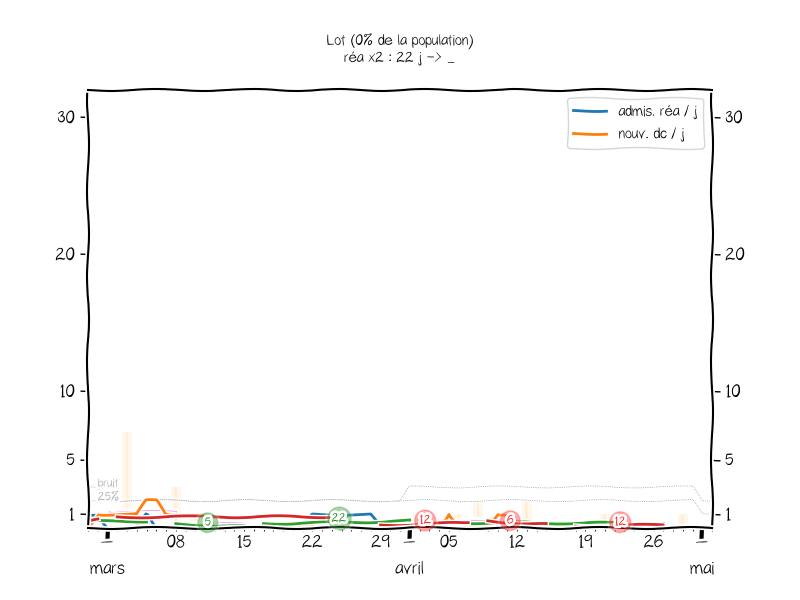 Lot (0% de la population)
réa x2 : 22 j -> _
admis. réa / j
nouv. dc / j
30 30
20 20
10 10
5 5
bruit
25%
1 1
5 22 12 6 12
08 15 22 29 05 12 19 26
mars avril mai